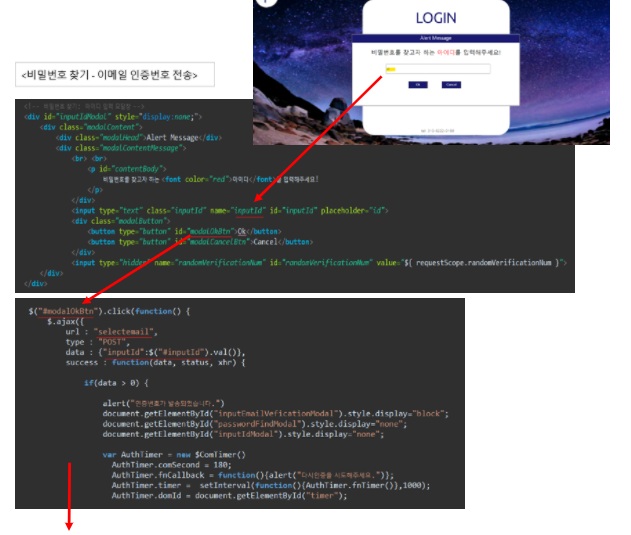 LOGIN
Alert Message
비밀번호를 찾고자 하는 아이디를 입력해주세요!
Ok Cancel
<비밀번호 찾기 - 이메일 인증번호 전송>
<!-- 비밀번호 찾기: 아이디 입력 모달창 -->
<div id="inputIdModal" style="display:none;">
<div class="modalContent">
<div class="modalHead">Alert Message</div>
<div class="modalContentMessage">
<br> <br>
<p id="contentBody">
비밀번호를 찾고자 하는 <font color="red">아이디</font>를 입력해주세요!
</p>
</div>
<input type="text" class="inputId" name="inputId" id="inputId" placeholder="id">
<div class="modalButton">
<button type="button" id="modalOkBtn">Ok</button>
<button type="button" id="modalCancelBtn">Cancel</button>
</div>
<input type="hidden" name="randomVerificationNum" id="randomVerificationNum" value="${ requestScope.randomVerificationNum }">
</div>
</div>
$("#modalOkBtn").click(function() {
$.ajax({
url : "selectemail",
type : "POST",
data : {"inputId":$("#inputId").val()},
success : function(data, status, xhr) {
if(data > 0) {
alert("인증번호가 발송되었습니다.")
document.getElementById("inputEmailVeficationModal").style.display="block";
document.getElementById("passwordFindModal").style.display="none";
document.getElementById("inputIdModal").style.display="none";
var AuthTimer = new $ComTimer()
AuthTimer.comSecond = 180;
AuthTimer.fnCallback = function(){alert("다시인증을 시도해주세요.")};
AuthTimer.timer = setInterval(function(){AuthTimer.fnTimer()},1000);
AuthTimer.domId = document.getElementById("timer");